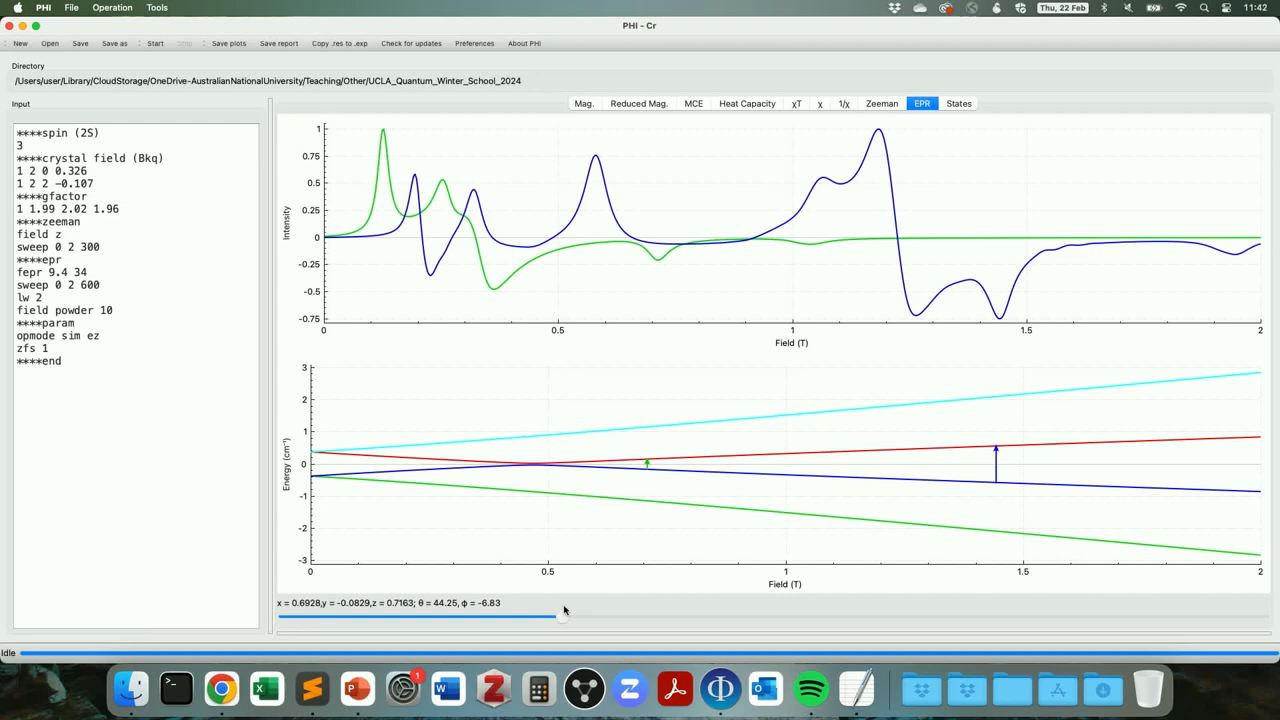 PHI File Operation Tools Thu, 22 Feb 11:42
PHI - Cr
New Open Save Save as Start Stop Save plots Save report Copy .res to .exp Check for updates Preferences About PHI
Directory
/Users/user/Library/CloudStorage/OneDrive-AustralianNationalUniversity/Teaching/Other/UCLA_Quantum_Winter_School_2024
Input
Mag. Reduced Mag. MCE Heat Capacity χT χ 1/χ Zeeman EPR States
****spin (2S)
3
****crystal field (Bkq)
1 2 0 0.326
1 2 2 -0.107
****gfactor
1 1.99 2.02 1.96
****zeeman
field z
sweep 0 2 300
****epr
fepr 9.4 34
sweep 0 2 600
lw 2
field powder 10
****param
opmode sim ez
zfs 1
****end
Intensity
1
0.75
0.5
0.25
0
-0.25
-0.5
-0.75
0 0.5 1 1.5 2
Field (T)
Energy (cm⁻¹)
3
2
1
0
-1
-2
-3
0 0.5 1 1.5 2
Field (T)
x = 0.6928,y = -0.0829,z = 0.7163; θ = 44.25, ϕ = -6.83
Idle
1